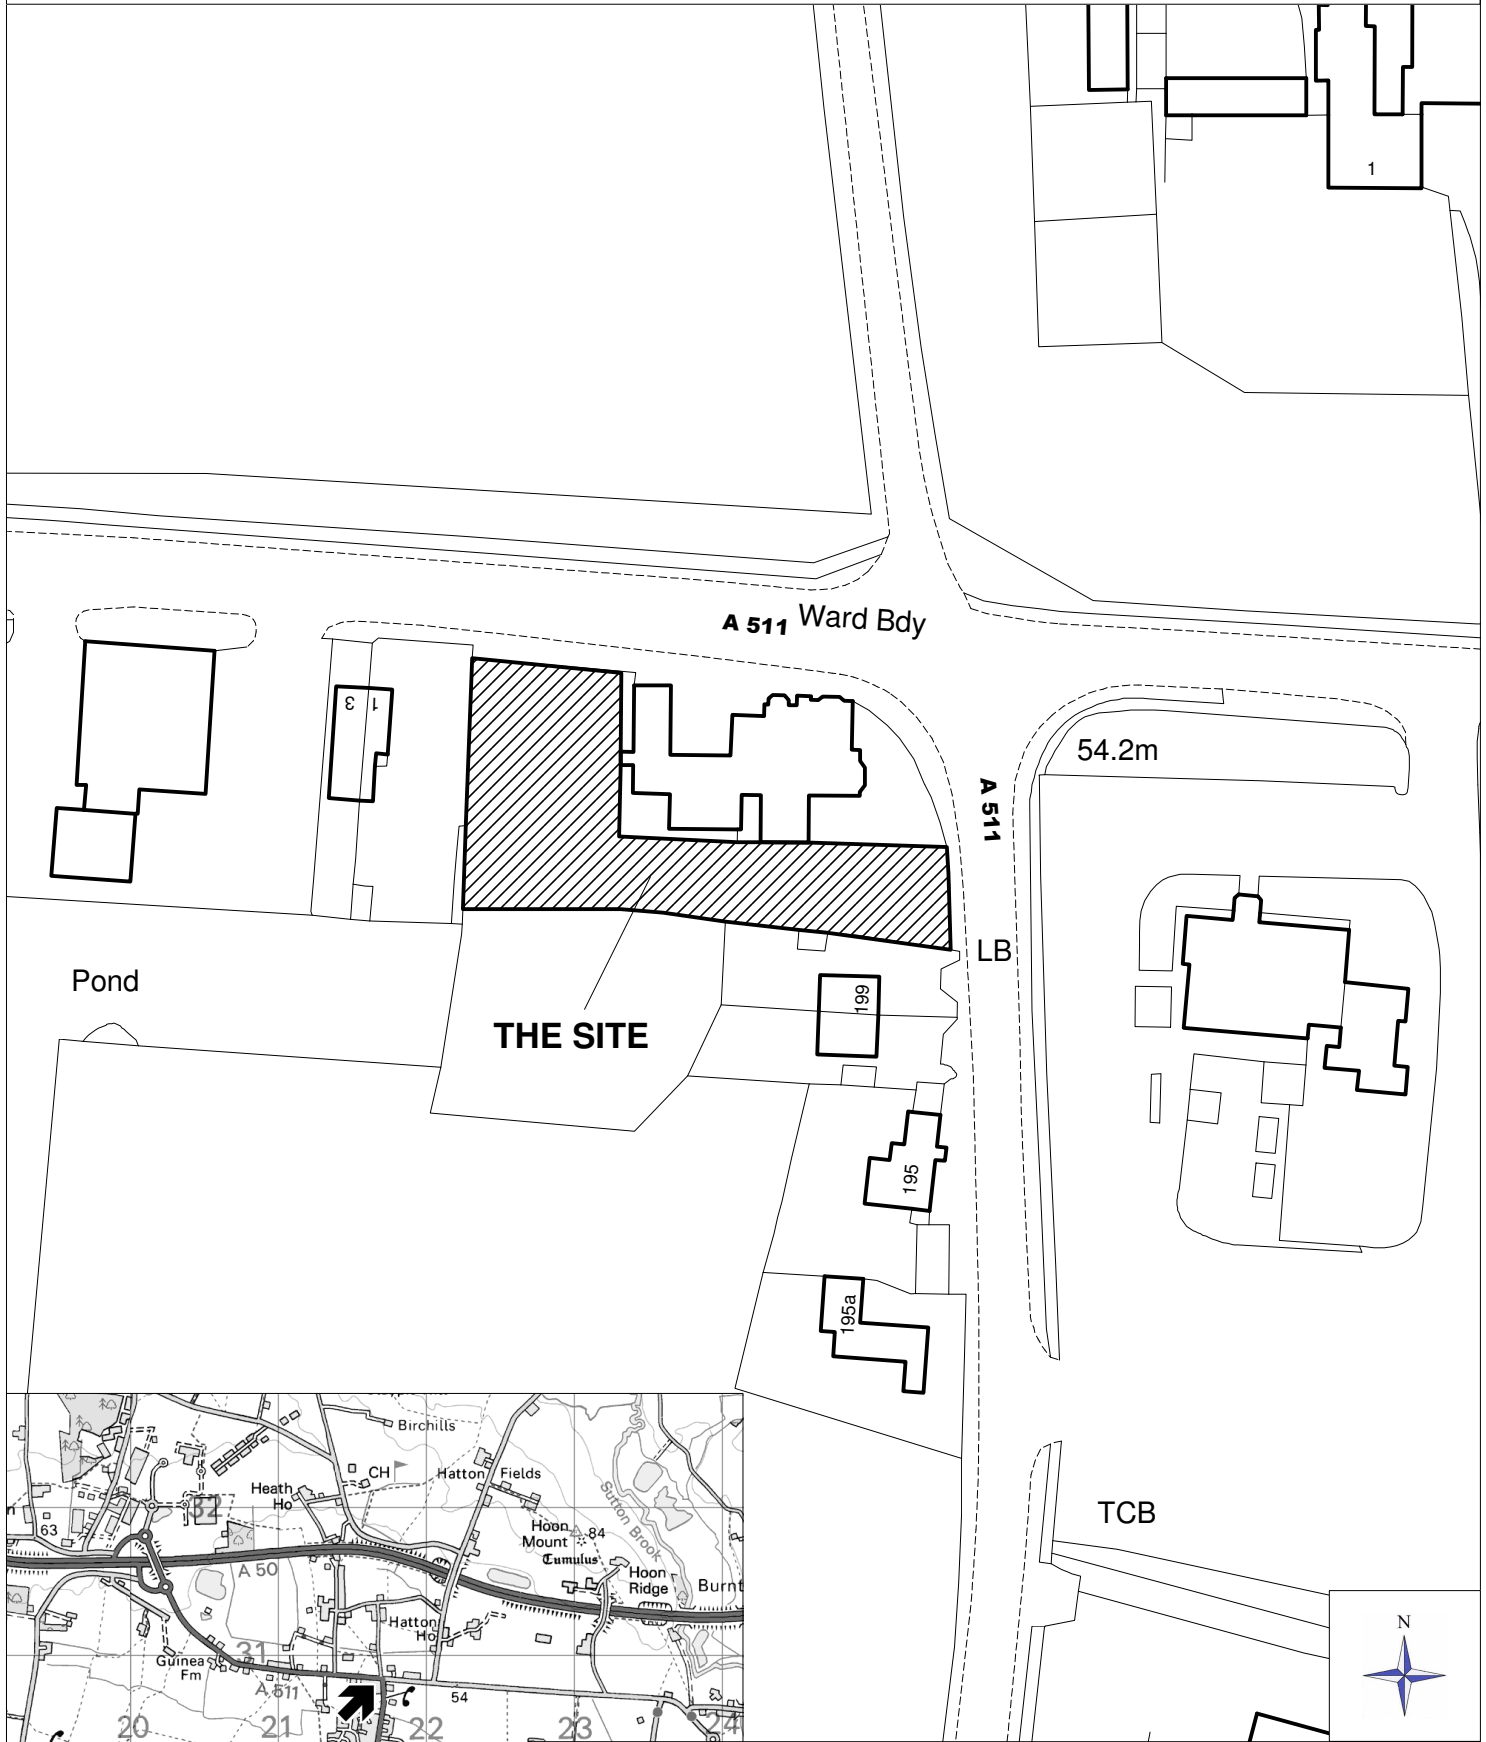 1
A 511 Ward Bdy
3 1
54.2m
A 511
LB
Pond
199
THE SITE
195
195a
TCB
N
Birchills
CH
Hatton Fields
Heath
Ho
32
63
Sutton Brook
Hoon
Mount
84
Tumulus
A 50
Hoon
Ridge
Burnt
Hatton
Ho
31
Guinea
Fm
A 511
54
20
21
22
23
24